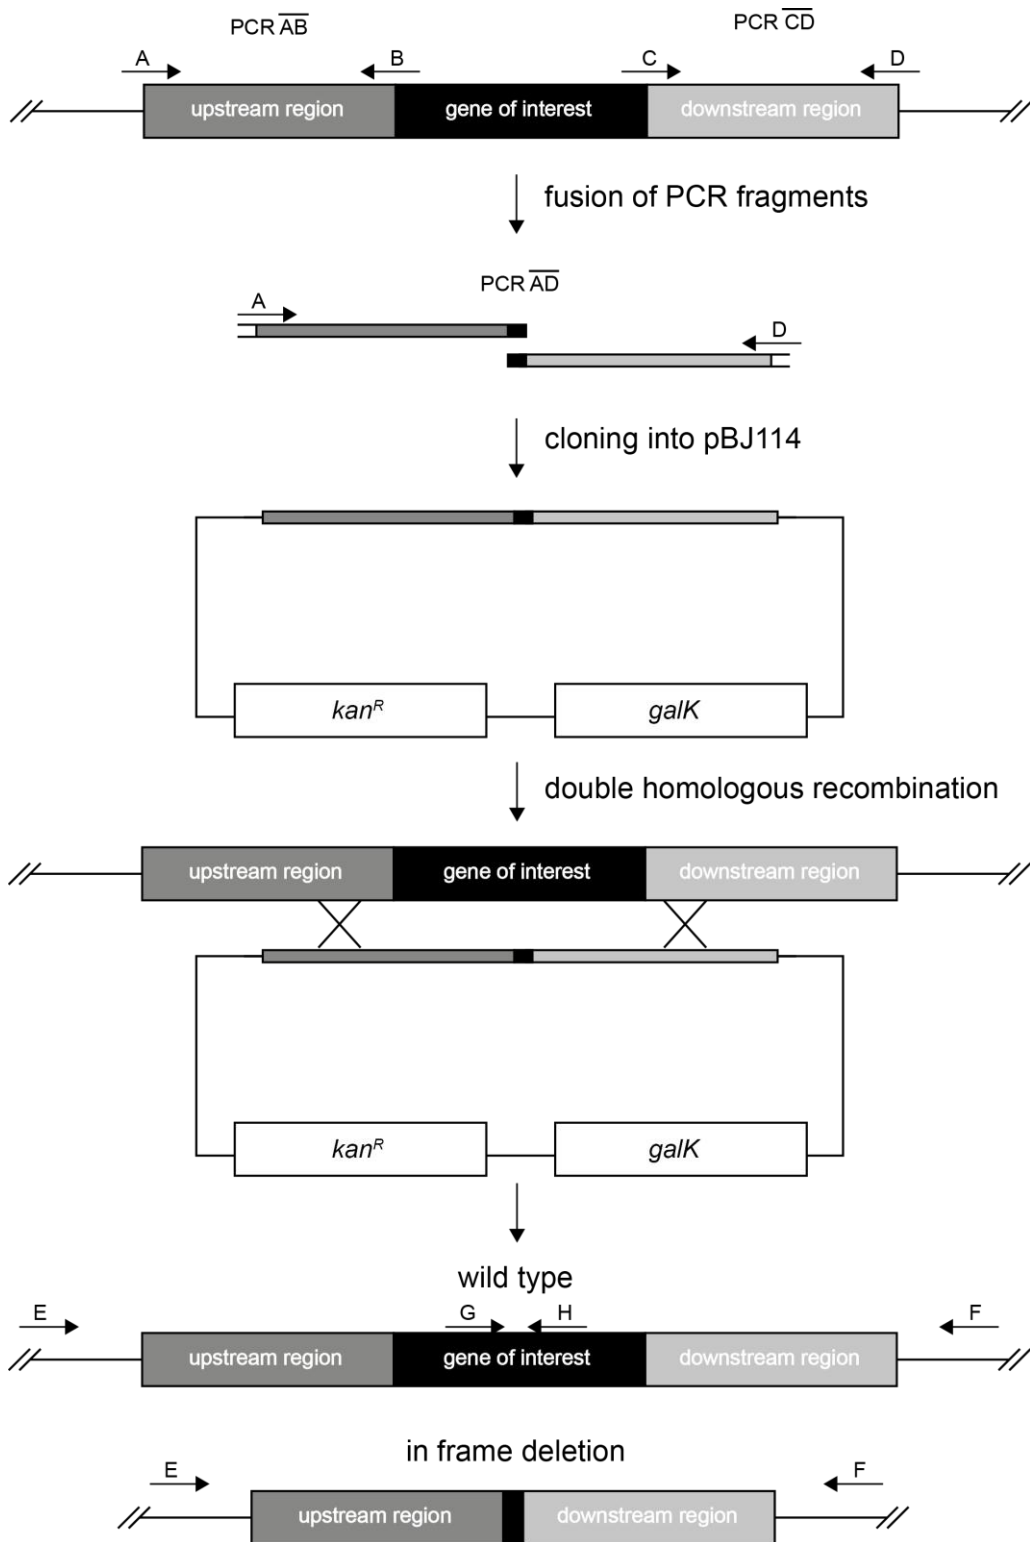 PCR AB PCR CD
A B C D
upstream region gene of interest downstream region
fusion of PCR fragments
PCR AD
A D
cloning into pBJ114
kanR galK
double homologous recombination
upstream region gene of interest downstream region
kanR galK
wild type
E G H F
upstream region gene of interest downstream region
in frame deletion
E F
upstream region downstream region